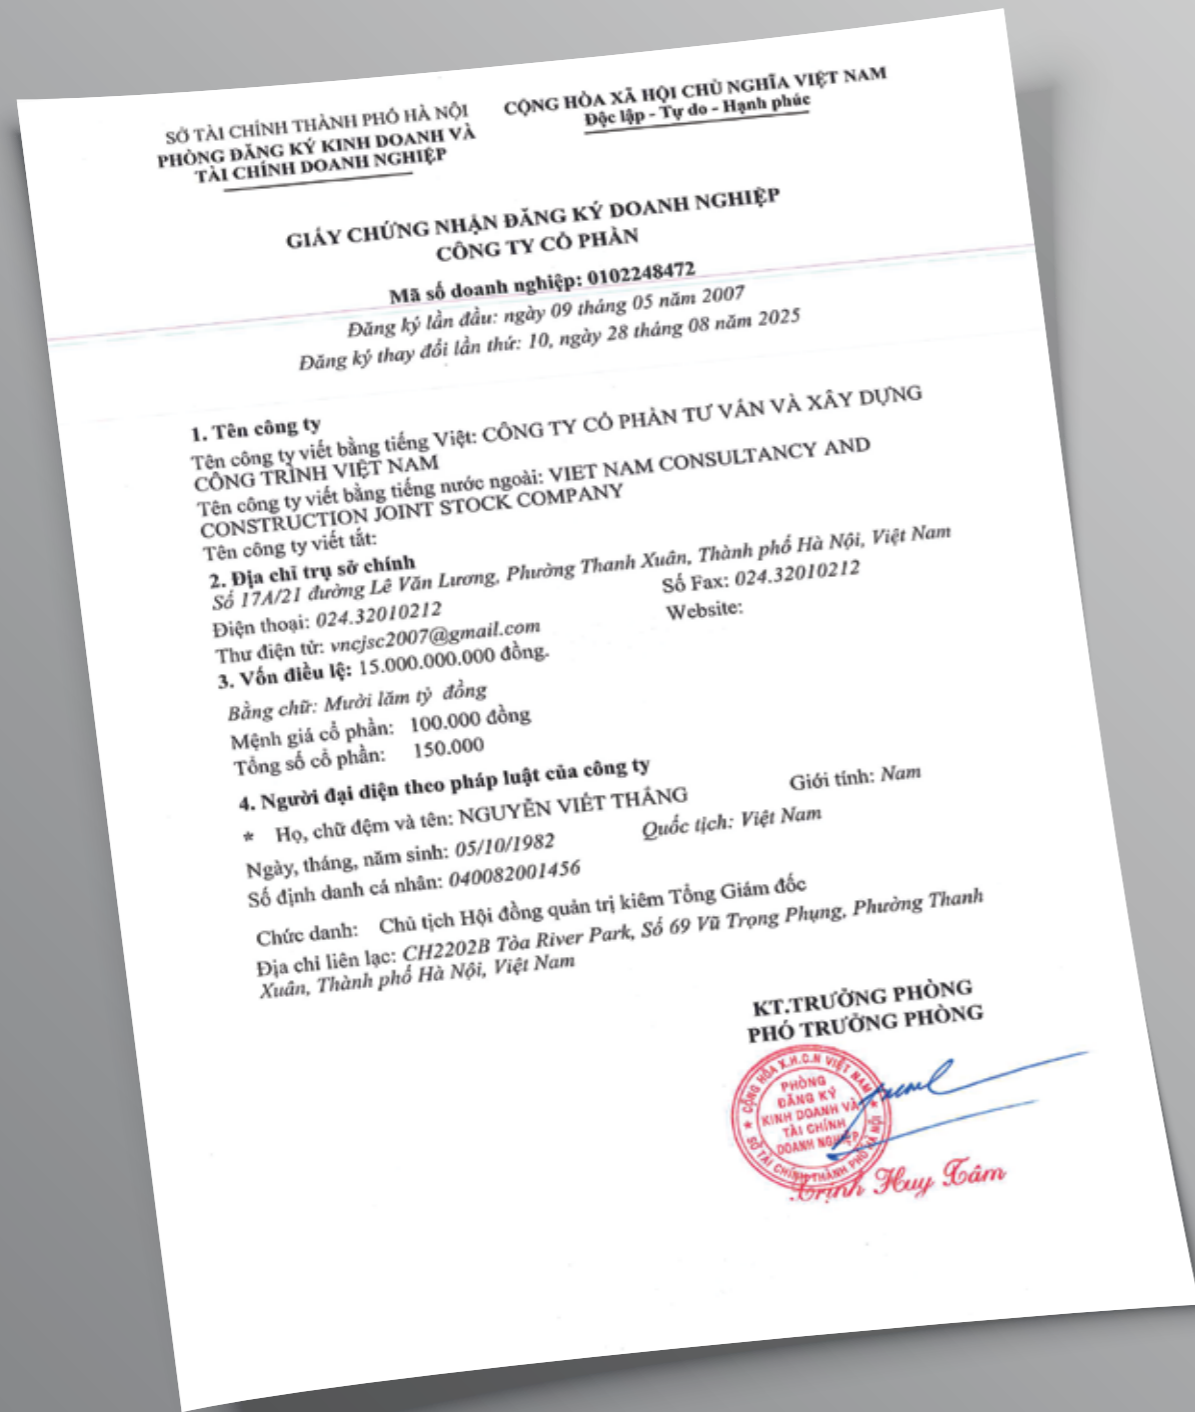 SỞ TÀI CHÍNH THÀNH PHỐ HÀ NỘI
PHÒNG ĐĂNG KÝ KINH DOANH VÀ
TÀI CHÍNH DOANH NGHIỆP
CỘNG HÒA XÃ HỘI CHỦ NGHĨA VIỆT NAM
Độc lập - Tự do - Hạnh phúc
GIẤY CHỨNG NHẬN ĐĂNG KÝ DOANH NGHIỆP
CÔNG TY CỔ PHẦN
Mã số doanh nghiệp: 0102248472
Đăng ký lần đầu: ngày 09 tháng 05 năm 2007
Đăng ký thay đổi lần thứ: 10, ngày 28 tháng 08 năm 2025
1. Tên công ty
Tên công ty viết bằng tiếng Việt: CÔNG TY CỔ PHẦN TƯ VẤN VÀ XÂY DỰNG
CÔNG TRÌNH VIỆT NAM
Tên công ty viết bằng tiếng nước ngoài: VIET NAM CONSULTANCY AND
CONSTRUCTION JOINT STOCK COMPANY
Tên công ty viết tắt:
2. Địa chỉ trụ sở chính
Số 17A/21 đường Lê Văn Lương, Phường Thanh Xuân, Thành phố Hà Nội, Việt Nam
Điện thoại: 024.32010212 Số Fax: 024.32010212
Thư điện tử: vncjsc2007@gmail.com Website:
3. Vốn điều lệ: 15.000.000.000 đồng.
Bằng chữ: Mười lăm tỷ đồng
Mệnh giá cổ phần: 100.000 đồng
Tổng số cổ phần: 150.000
4. Người đại diện theo pháp luật của công ty
* Họ, chữ đệm và tên: NGUYỄN VIẾT THẮNG Giới tính: Nam
Ngày, tháng, năm sinh: 05/10/1982 Quốc tịch: Việt Nam
Số định danh cá nhân: 040082001456
Chức danh: Chủ tịch Hội đồng quản trị kiêm Tổng Giám đốc
Địa chỉ liên lạc: CH2202B Tòa River Park, Số 69 Vũ Trọng Phụng, Phường Thanh
Xuân, Thành phố Hà Nội, Việt Nam
KT.TRƯỞNG PHÒNG
PHÓ TRƯỞNG PHÒNG
CỘNG HÒA X.H.C.N VIỆT NAM
PHÒNG
ĐĂNG KÝ
KINH DOANH VÀ
TÀI CHÍNH
DOANH NGHIỆP
SỞ TÀI CHÍNH THÀNH PHỐ HÀ NỘI
Trịnh Huy Tâm